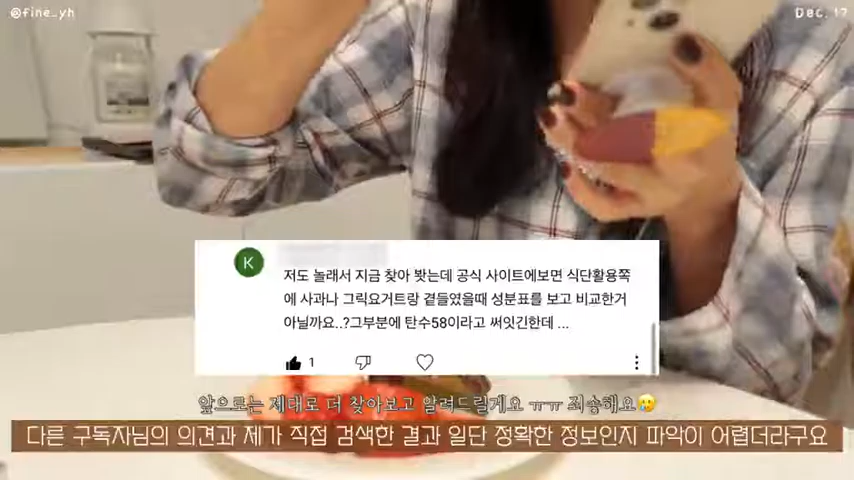 @fine_yh
Dec. 17
K
저도 놀래서 지금 찾아 봣는데 공식 사이트에보면 식단활용쪽
에 사과나 그릭요거트랑 곁들였을때 성분표를 보고 비교한거
아닐까요..?그부분에 탄수58이라고 써잇긴한데 ...
1
앞으로는 제대로 더 찾아보고 알려드릴게요 ㅠㅠ 죄송해요🥲
다른 구독자님의 의견과 제가 직접 검색한 결과 일단 정확한 정보인지 파악이 어렵더라구요